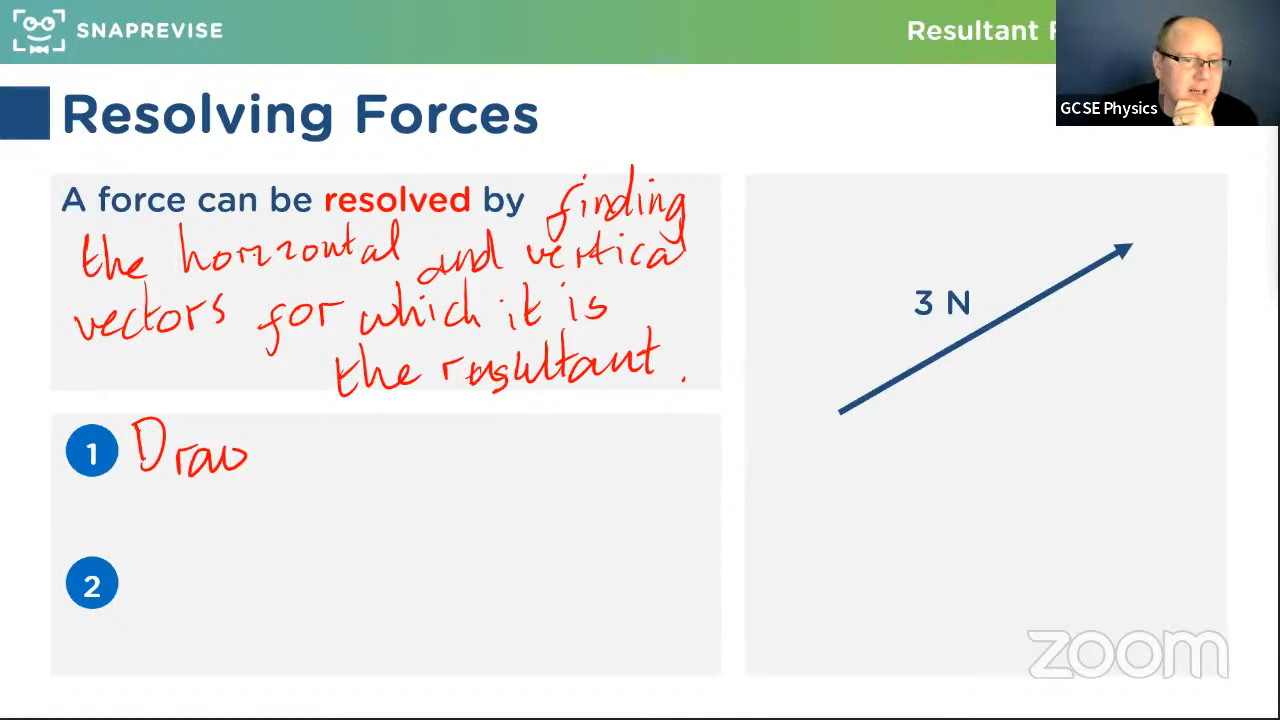 SNAPREVISE
Resultant F
GCSE Physics
Resolving Forces
A force can be resolved by finding
the horizontal and vertical
vectors for which it is
the resultant.
1 Draw
2
3 N
zoom